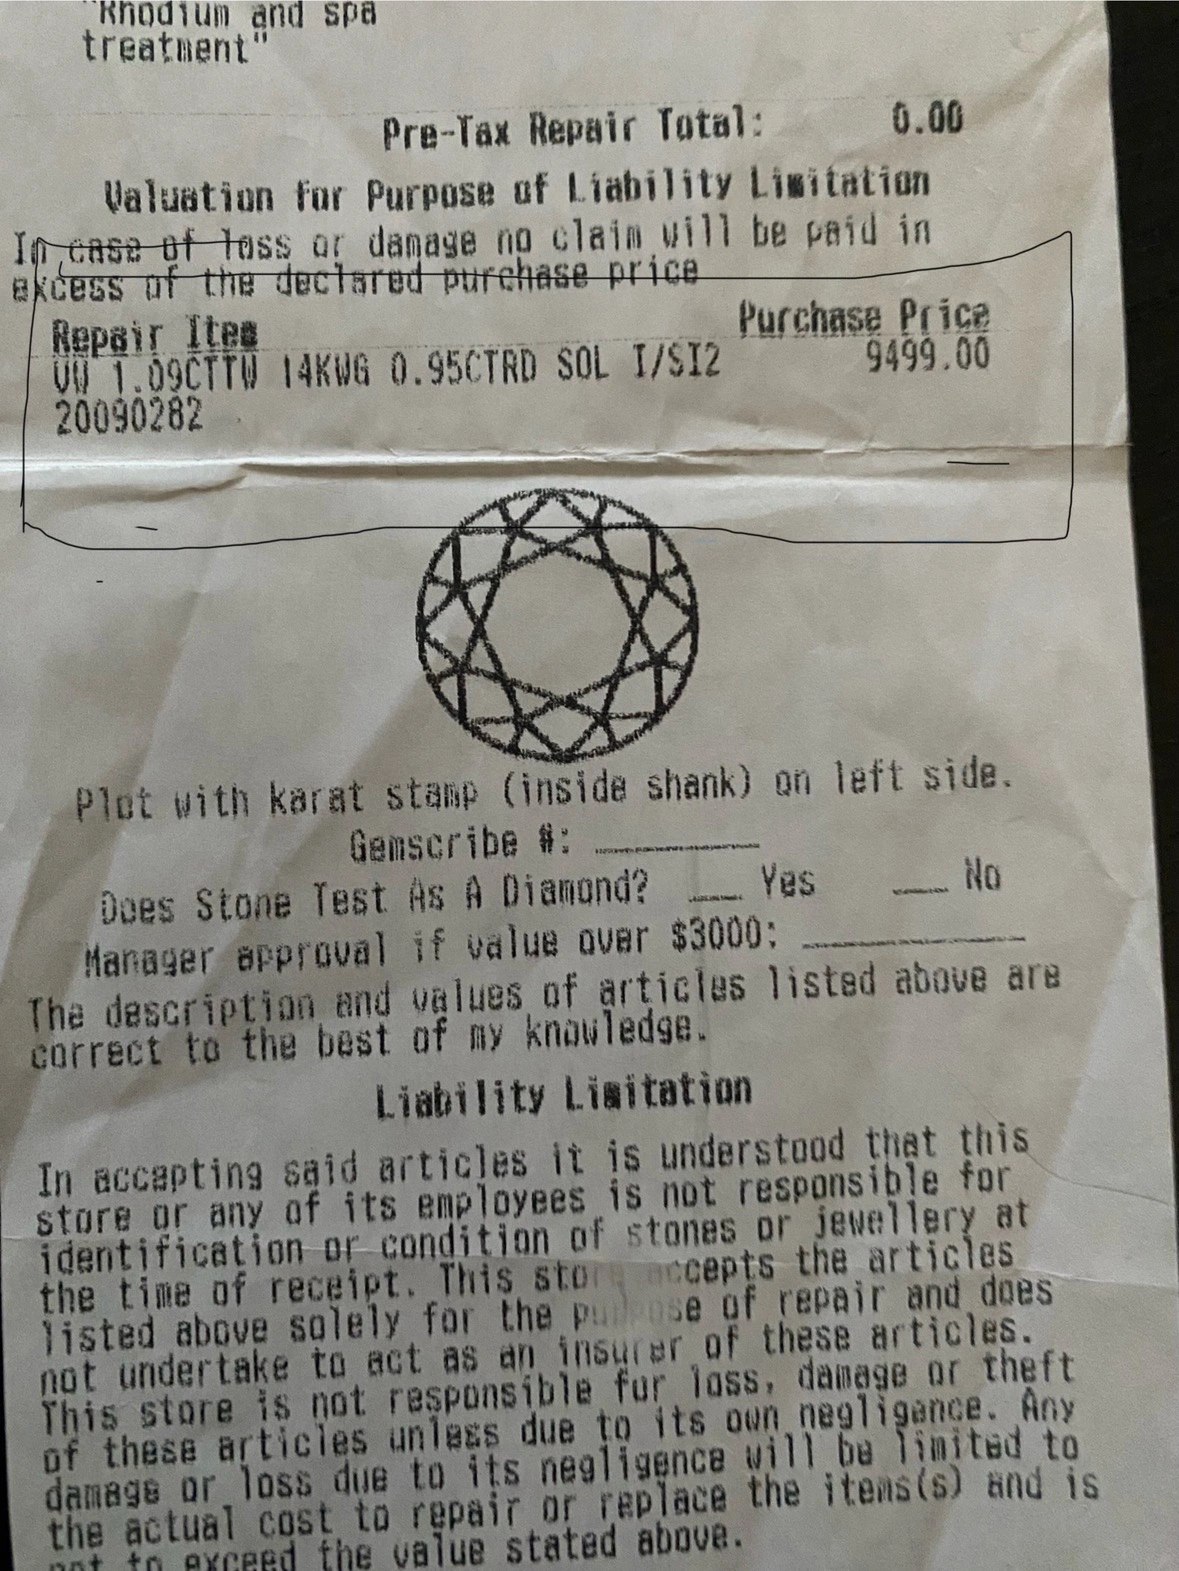 "Rhodium and spa
treatment"
Pre-Tax Repair Total: 0.00
Valuation for Purpose of Liability Limitation
In case of loss or damage no claim will be paid in
excess of the declared purchase price
Repair Item Purchase Price
VW 1.09CTTW 14KWG 0.95CTRD SOL I/SI2 9499.00
20090282
Plot with karat stamp (inside shank) on left side.
Gemscribe #: ________
Does Stone Test As A Diamond? ___ Yes ___ No
Manager approval if value over $3000: ____________
The description and values of articles listed above are
correct to the best of my knowledge.
Liability Limitation
In accepting said articles it is understood that this
store or any of its employees is not responsible for
identification or condition of stones or jewellery at
the time of receipt. This store accepts the articles
listed above solely for the purpose of repair and does
not undertake to act as an insurer of these articles.
This store is not responsible for loss, damage or theft
of these articles unless due to its own negligence. Any
damage or loss due to its negligence will be limited to
the actual cost to repair or replace the items(s) and is
not to exceed the value stated above.